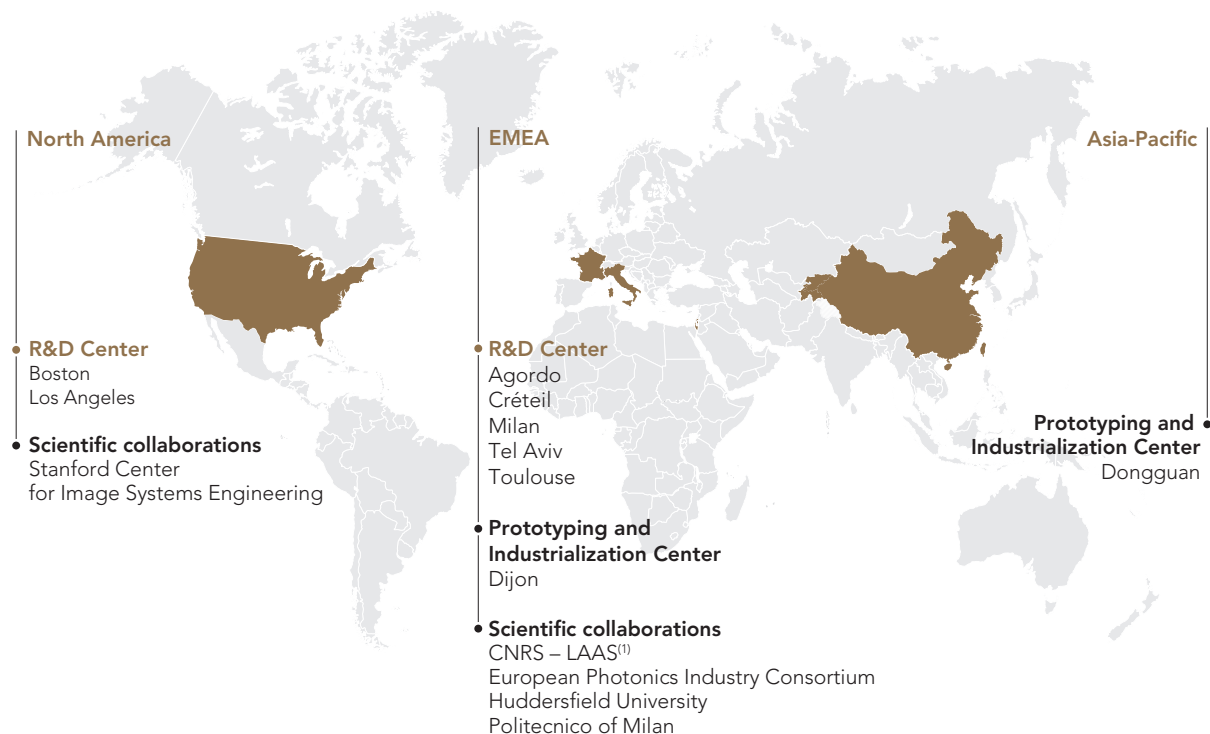 North America
R&D Center
Boston
Los Angeles
Scientific collaborations
Stanford Center
for Image Systems Engineering
EMEA
R&D Center
Agordo
Créteil
Milan
Tel Aviv
Toulouse
Prototyping and
Industrialization Center
Dijon
Scientific collaborations
CNRS – LAAS(1)
European Photonics Industry Consortium
Huddersfield University
Politecnico of Milan
Asia-Pacific
Prototyping and
Industrialization Center
Dongguan